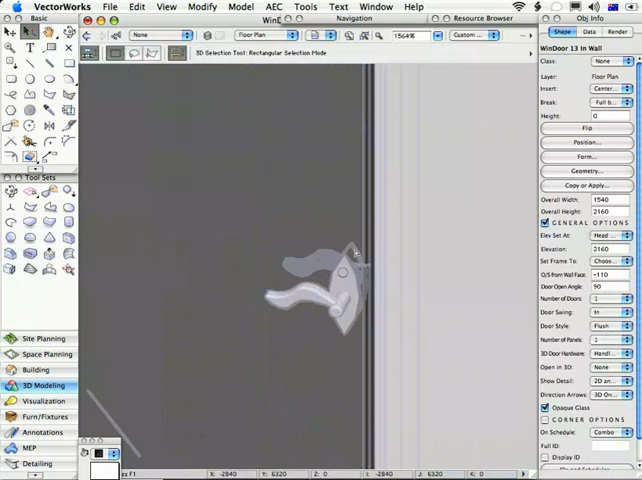 VectorWorks File Edit View Modify Model AEC Tools Text Window Help
Basic
WinD Navigation Resource Browser Obj Info
None Floor Plan 1564% Custom ...
3D Selection Tool: Rectangular Selection Mode
Shape Data Render
WinDoor 13 In Wall
Class: None
Layer: Floor Plan
Insert: Center...
Break: Full b...
Height: 0
Flip
Position...
Form...
Geometry...
Copy or Apply...
Overall Width: 1540
Overall Height: 2160
GENERAL OPTIONS
Elev Set At: Head ...
Elevation: 2160
Set Frame To: Choos...
O/S from Wall Face: -110
Door Open Angle: 90
Number of Doors: 1
Door Swing: In
Door Style: Flush
Number of Panels: 1
3D Door Hardware: Handl...
Open in 3D: None
Show Detail: 2D an...
Direction Arrows: 3D On...
Opaque Glass
CORNER OPTIONS
On Schedule: Combo
Full ID:
Display ID
Tool Sets
Site Planning
Space Planning
Building
3D Modeling
Visualization
Furn/Fixtures
Annotations
MEP
Detailing
ps F1 X: -2840 Y: 6320 Z: 0 I: -2840 J: 6320 K: 0